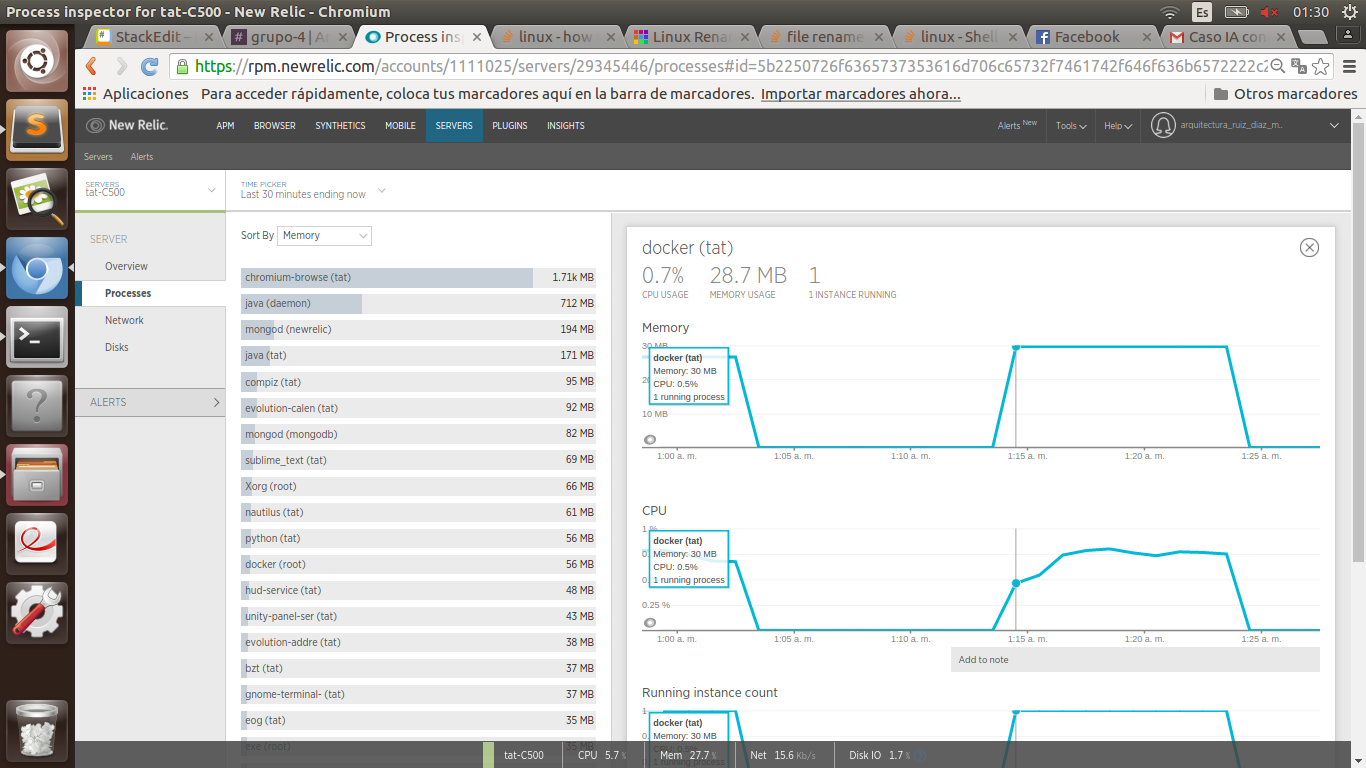 Process inspector for tat-C500 - New Relic - Chromium
Es
01:30
StackEdit –
grupo-4 | A
Process insp
linux - how
Linux Rena
file rename
linux - Shell
Facebook
Gmail
Caso IA con
https://rpm.newrelic.com/accounts/1111025/servers/29345446/processes#id=5b2250726f6365737353616d706c65732f7461742f646f636b6572222c2
Aplicaciones
Para acceder rápidamente, coloca tus marcadores aquí en la barra de marcadores.
Importar marcadores ahora...
Otros marcadores
New Relic.
APM
BROWSER
SYNTHETICS
MOBILE
SERVERS
PLUGINS
INSIGHTS
Alerts New
Tools
Help
arquitectura_ruiz_diaz_m..
Servers
Alerts
SERVERS
tat-C500
TIME PICKER
Last 30 minutes ending now
SERVER
Overview
Processes
Network
Disks
ALERTS
Sort By
Memory
chromium-browse (tat) 1.71k MB
java (daemon) 712 MB
mongod (newrelic) 194 MB
java (tat) 171 MB
compiz (tat) 95 MB
evolution-calen (tat) 92 MB
mongod (mongodb) 82 MB
sublime_text (tat) 69 MB
Xorg (root) 66 MB
nautilus (tat) 61 MB
python (tat) 56 MB
docker (root) 56 MB
hud-service (tat) 48 MB
unity-panel-ser (tat) 43 MB
evolution-addre (tat) 38 MB
bzt (tat) 37 MB
gnome-terminal- (tat) 37 MB
eog (tat) 35 MB
exe (root) 35 MB
docker (tat)
0.7% 28.7 MB 1
CPU USAGE MEMORY USAGE 1 INSTANCE RUNNING
Memory
30 MB
docker (tat)
Memory: 30 MB
CPU: 0.5%
1 running process
10 MB
1:00 a. m. 1:05 a. m. 1:10 a. m. 1:15 a. m. 1:20 a. m. 1:25 a. m.
CPU
1 %
docker (tat)
Memory: 30 MB
CPU: 0.5%
1 running process
0.25 %
1:00 a. m. 1:05 a. m. 1:10 a. m. 1:15 a. m. 1:20 a. m. 1:25 a. m.
Add to note
Running instance count
docker (tat)
Memory: 30 MB
CPU: 0.5%
1 running process
tat-C500
CPU 5.7 %
Mem 27.7 %
Net 15.6 Kb/s
Disk IO 1.7 %